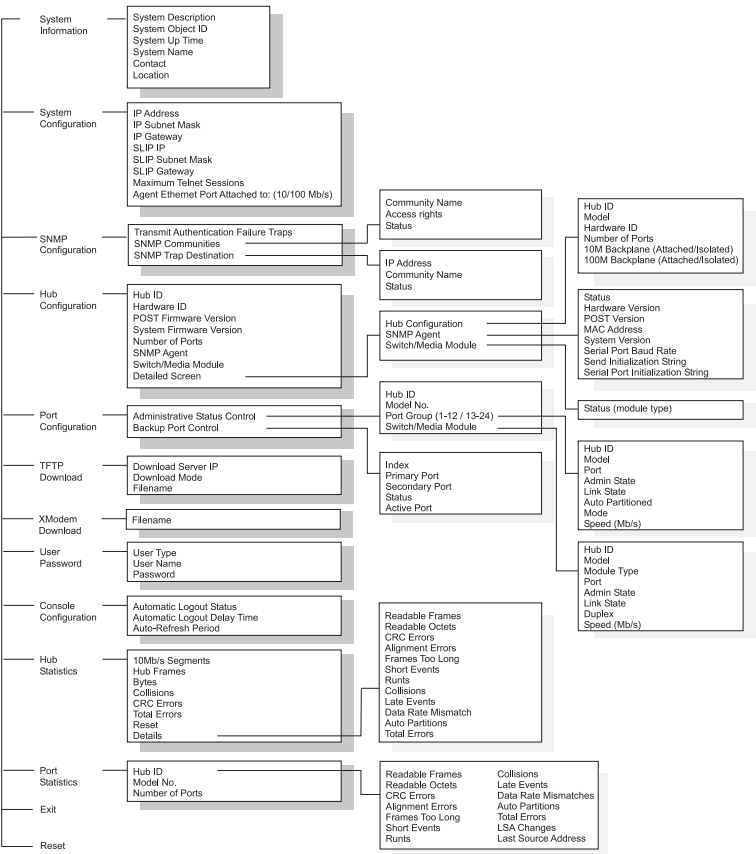 System
Information
System Description
System Object ID
System Up Time
System Name
Contact
Location
System
Configuration
IP Address
IP Subnet Mask
IP Gateway
SLIP IP
SLIP Subnet Mask
SLIP Gateway
Maximum Telnet Sessions
Agent Ethernet Port Attached to: (10/100 Mb/s)
SNMP
Configuration
Transmit Authentication Failure Traps
SNMP Communities
SNMP Trap Destination
Community Name
Access rights
Status
IP Address
Community Name
Status
Hub
Configuration
Hub ID
Hardware ID
POST Firmware Version
System Firmware Version
Number of Ports
SNMP Agent
Switch/Media Module
Detailed Screen
Hub Configuration
SNMP Agent
Switch/Media Module
Hub ID
Model
Hardware ID
Number of Ports
10M Backplane (Attached/Isolated)
100M Backplane (Attached/Isolated)
Status
Hardware Version
POST Version
MAC Address
System Version
Serial Port Baud Rate
Send Initialization String
Serial Port Initialization String
Status (module type)
Port
Configuration
Administrative Status Control
Backup Port Control
Hub ID
Model No.
Port Group (1-12 / 13-24)
Switch/Media Module
Index
Primary Port
Secondary Port
Status
Active Port
Hub ID
Model
Port
Admin State
Link State
Auto Partitioned
Mode
Speed (Mb/s)
Hub ID
Model
Module Type
Port
Admin State
Link State
Duplex
Speed (Mb/s)
TFTP
Download
Download Server IP
Download Mode
Filename
XModem
Download
Filename
User
Password
User Type
User Name
Password
Console
Configuration
Automatic Logout Status
Automatic Logout Delay Time
Auto-Refresh Period
Hub
Statistics
10Mb/s Segments
Hub Frames
Bytes
Collisions
CRC Errors
Total Errors
Reset
Details
Readable Frames
Readable Octets
CRC Errors
Alignment Errors
Frames Too Long
Short Events
Runts
Collisions
Late Events
Data Rate Mismatch
Auto Partitions
Total Errors
Port
Statistics
Hub ID
Model No.
Number of Ports
Readable Frames
Readable Octets
CRC Errors
Alignment Errors
Frames Too Long
Short Events
Runts
Collisions
Late Events
Data Rate Mismatches
Auto Partitions
Total Errors
LSA Changes
Last Source Address
Exit
Reset